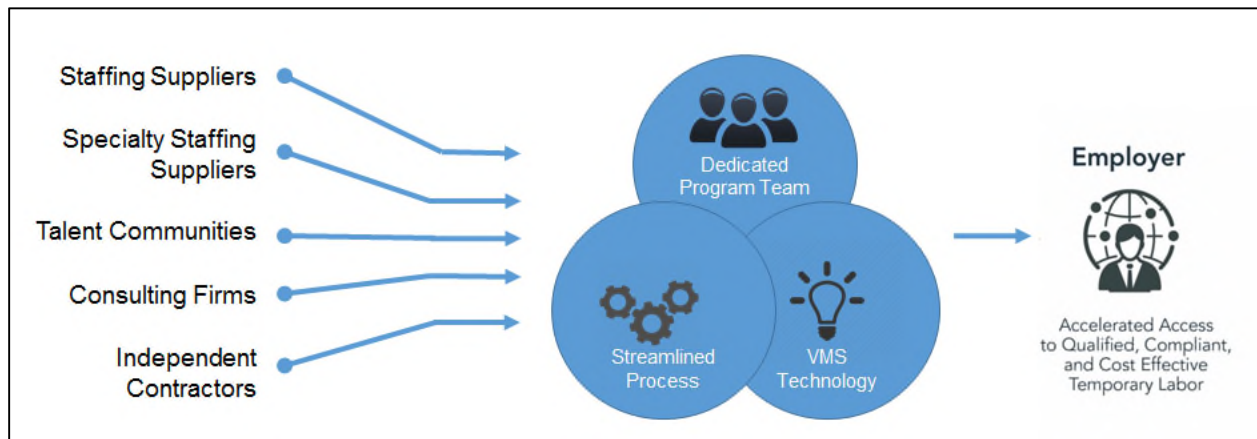 Staffing Suppliers
Specialty Staffing
Suppliers
Talent Communities
Consulting Firms
Independent
Contractors
Dedicated
Program Team
Streamlined
Process
VMS
Technology
Employer
Accelerated Access
to Qualified, Compliant,
and Cost Effective
Temporary Labor